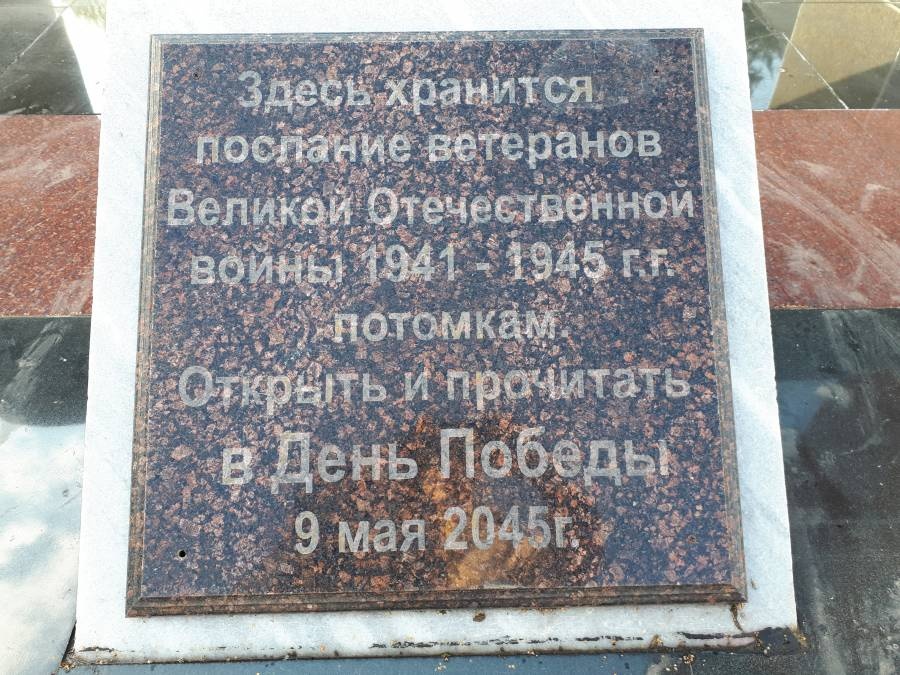 Здесь хранится
послание ветеранов
Великой Отечественной
войны 1941 - 1945 г.г.
потомкам.
Открыть и прочитать
в День Победы
9 мая 2045г.